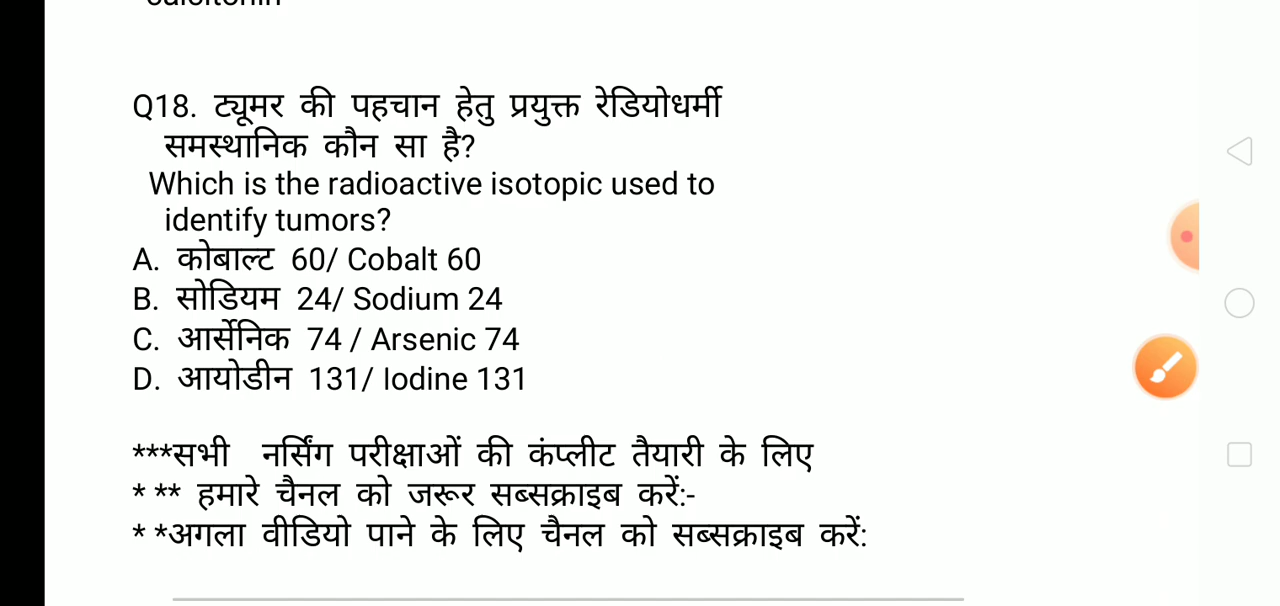 Q18. ट्यूमर की पहचान हेतु प्रयुक्त रेडियोधर्मी
समस्थानिक कौन सा है?
Which is the radioactive isotopic used to
identify tumors?
A. कोबाल्ट 60/ Cobalt 60
B. सोडियम 24/ Sodium 24
C. आर्सेनिक 74 / Arsenic 74
D. आयोडीन 131/ Iodine 131
***सभी नर्सिंग परीक्षाओं की कंप्लीट तैयारी के लिए
* ** हमारे चैनल को जरूर सब्सक्राइब करें:-
* *अगला वीडियो पाने के लिए चैनल को सब्सक्राइब करें: